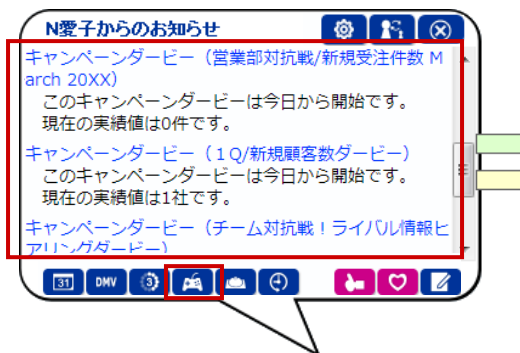 N愛子からのお知らせ
キャンペーンダービー（営業部対抗戦/新規受注件数 M
arch 20XX）
このキャンペーンダービーは今日から開始です。
現在の実績値は0件です。
キャンペーンダービー（１Q/新規顧客数ダービー）
このキャンペーンダービーは今日から開始です。
現在の実績値は1社です。
キャンペーンダービー（チーム対抗戦！ライバル情報ヒ
アリングダービー）
31 DMV 3